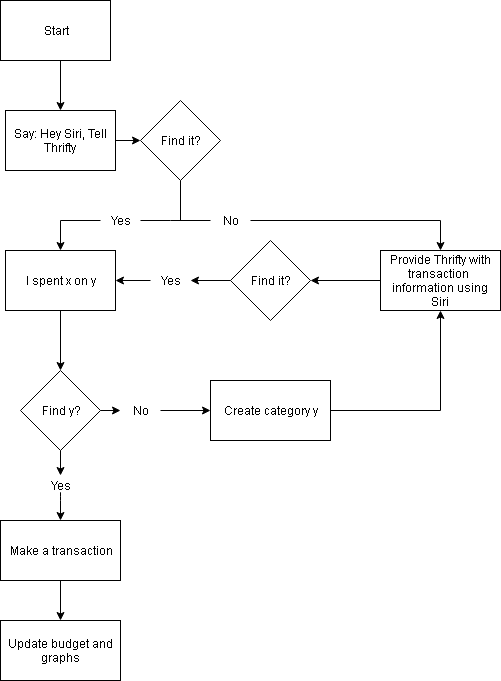 Start
Say: Hey Siri, Tell
Thrifty
Find it?
Yes
No
I spent x on y
Yes
Find it?
Provide Thrifty with
transaction
information using
Siri
Find y?
No
Create category y
Yes
Make a transaction
Update budget and
graphs